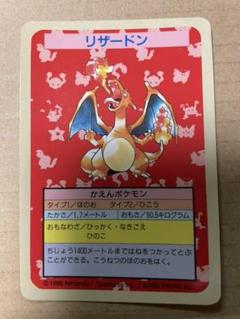 リザードン
かえんポケモン
タイプ1/ほのお タイプ2/ひこう
たかさ/1.7メートル おもさ/90.5キログラム
おもなわざ/ひっかく・なきごえ
ひのこ
ちじょう1400メートルまではねをつかってとぶ
ことができる。こうねつのほのおをはく。